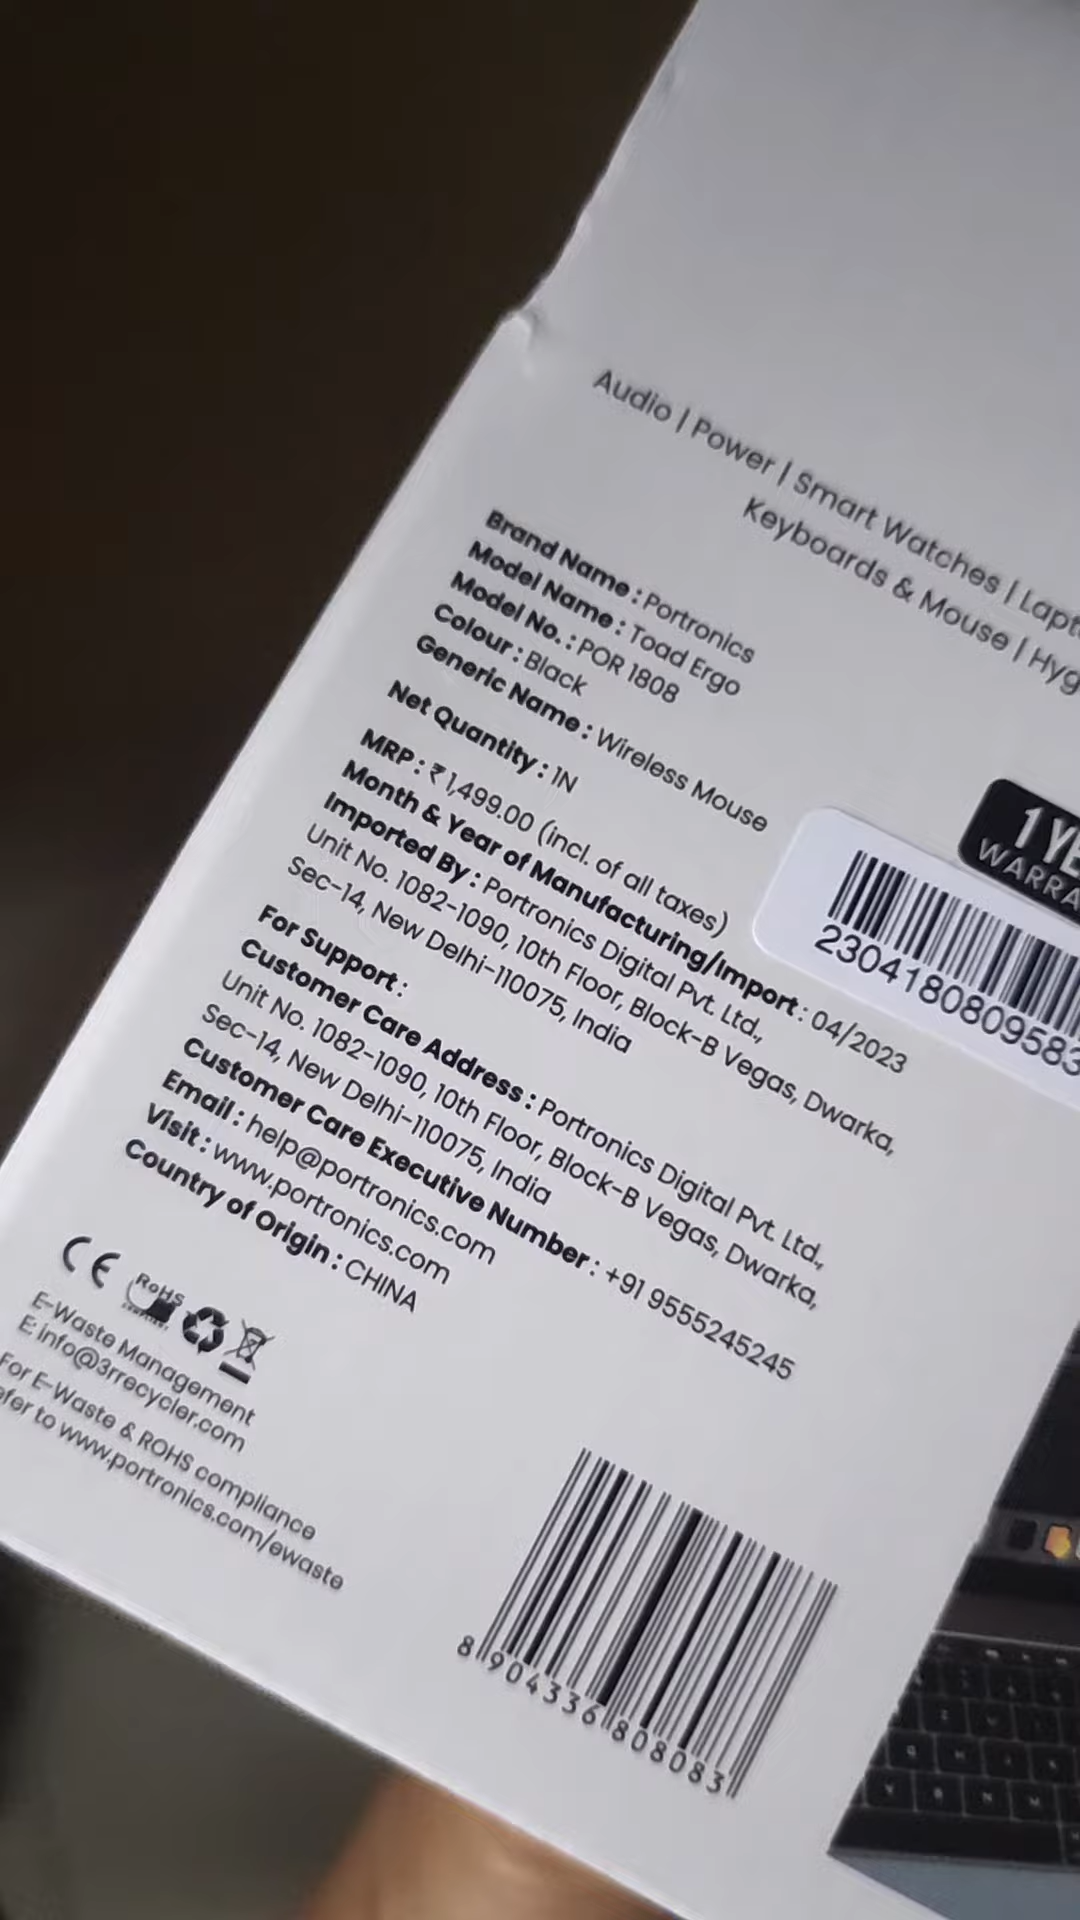 Audio | Power | Smart Watches |
Keyboards & Mouse |
Brand Name : Portronics
Model Name : Toad Ergo
Model No. : POR 1808
Colour : Black
Generic Name : Wireless Mouse
Net Quantity : 1N
MRP : ₹ 1,499.00 (incl. of all taxes)
Month & Year of Manufacturing/Import : 04/2023
Imported By : Portronics Digital Pvt. Ltd.,
Unit No. 1082-1090, 10th Floor, Block-B Vegas, Dwarka,
Sec-14, New Delhi-110075, India
For Support :
Customer Care Address : Portronics Digital Pvt. Ltd.,
Unit No. 1082-1090, 10th Floor, Block-B Vegas, Dwarka,
Sec-14, New Delhi-110075, India
Customer Care Executive Number : +91 9555245245
Email : help@portronics.com
Visit : www.portronics.com
Country of Origin : CHINA
CE
RoHS
E-Waste Management
E: info@3rrecycler.com
For E-Waste & ROHS compliance
to www.portronics.com/ewaste
1
2304180809583
8 904336 808083